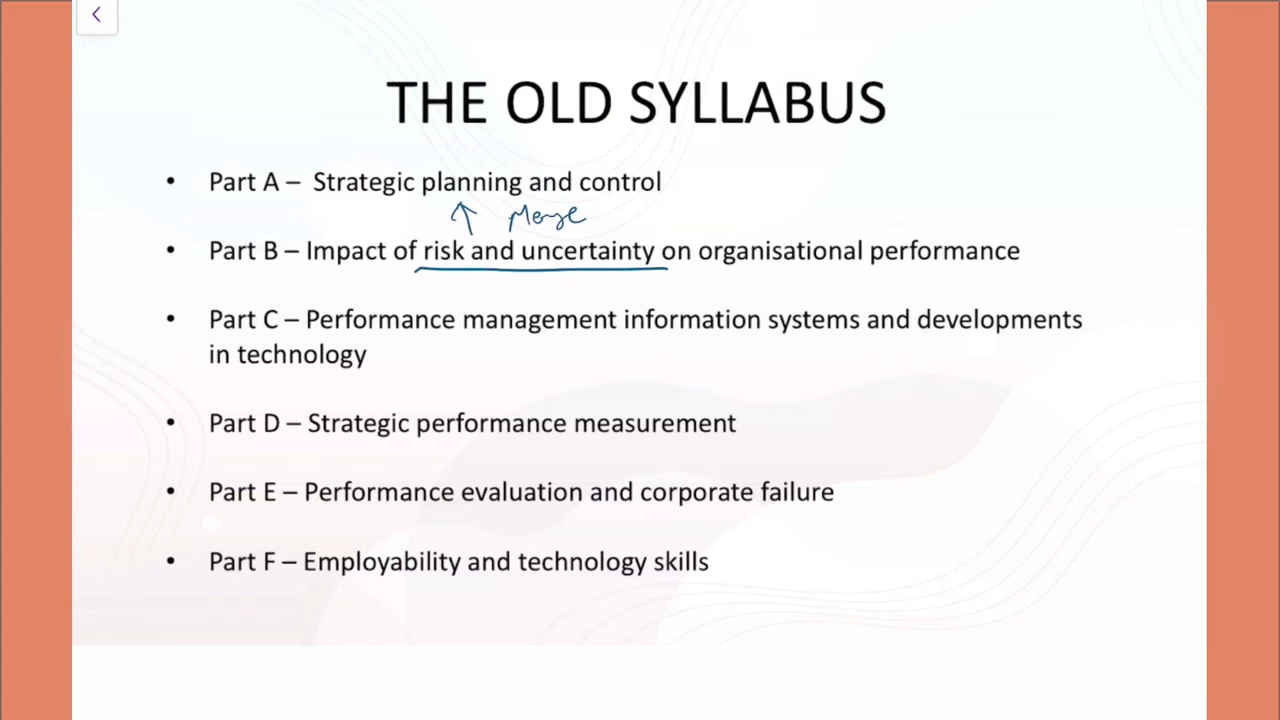 THE OLD SYLLABUS
• Part A – Strategic planning and control
Merge
• Part B – Impact of risk and uncertainty on organisational performance
• Part C – Performance management information systems and developments
in technology
• Part D – Strategic performance measurement
• Part E – Performance evaluation and corporate failure
• Part F – Employability and technology skills